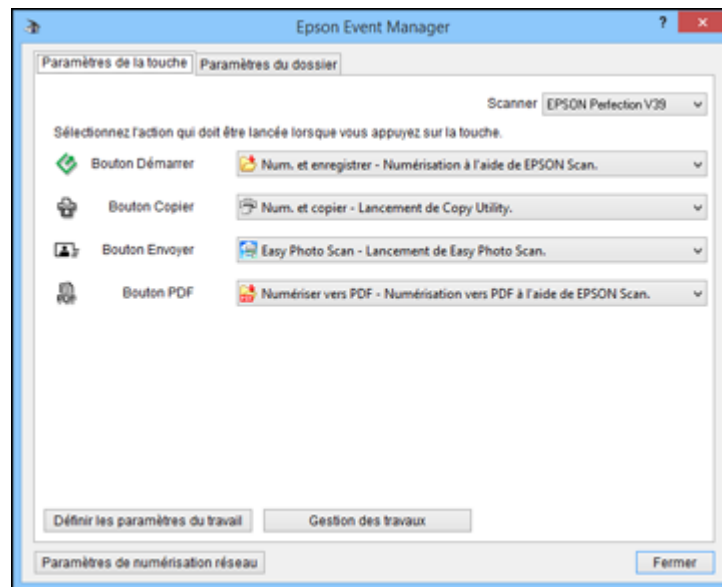 Epson Event Manager
?
Paramètres de la touche Paramètres du dossier
Scanner EPSON Perfection V39
Sélectionnez l'action qui doit être lancée lorsque vous appuyez sur la touche.
Bouton Démarrer Num. et enregistrer - Numérisation à l'aide de EPSON Scan.
Bouton Copier Num. et copier - Lancement de Copy Utility.
Bouton Envoyer Easy Photo Scan - Lancement de Easy Photo Scan.
PDF Bouton PDF Numériser vers PDF - Numérisation vers PDF à l'aide de EPSON Scan.
Définir les paramètres du travail Gestion des travaux
Paramètres de numérisation réseau Fermer